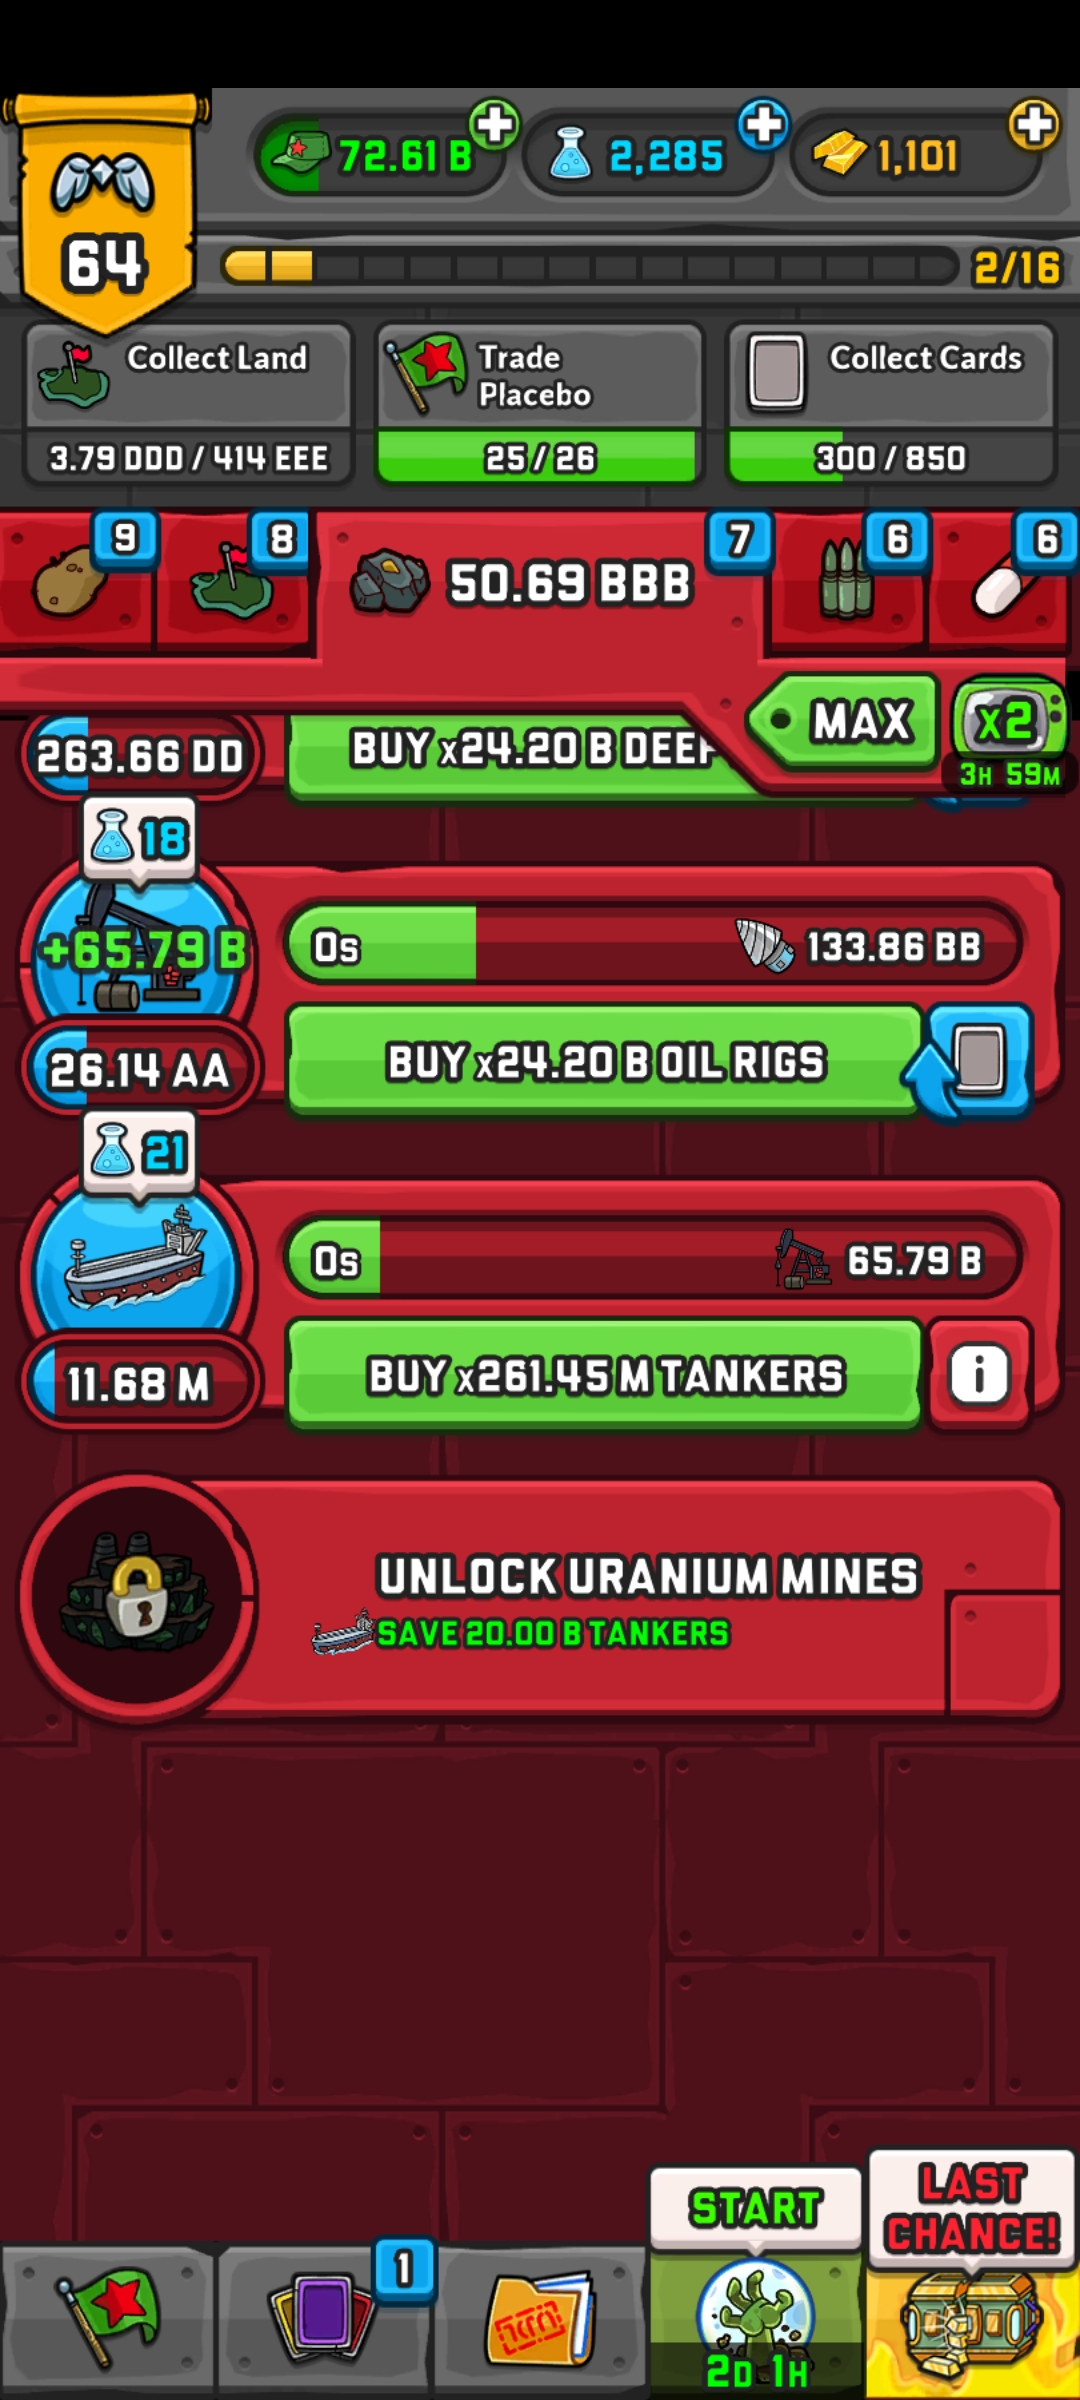 72.61 B
2,285
1,101
64
2/16
Collect Land
3.79 DDD / 414 EEE
Trade
Placebo
25 / 26
Collect Cards
300 / 850
9
8
50.69 BBB
7
6
6
MAX
x2
3H 59M
263.66 DD
BUY x24.20 B DEEP
18
+65.79 B
0s
133.86 BB
26.14 AA
BUY x24.20 B OIL RIGS
21
0s
65.79 B
11.68 M
BUY x261.45 M TANKERS
i
UNLOCK URANIUM MINES
SAVE 20.00 B TANKERS
START
LAST
CHANCE!
1
2D 1H